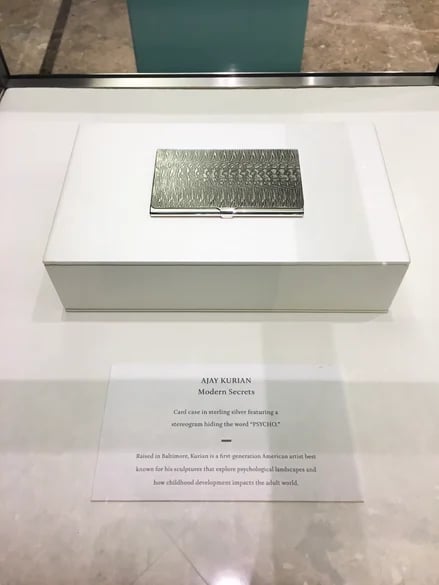 AJAY KURIAN
Modern Secrets
Card case in sterling silver featuring a
stereogram hiding the word "PSYCHO."
Raised in Baltimore, Kurian is a first-generation American artist best
known for his sculptures that explore psychological landscapes and
how childhood development impacts the adult world.